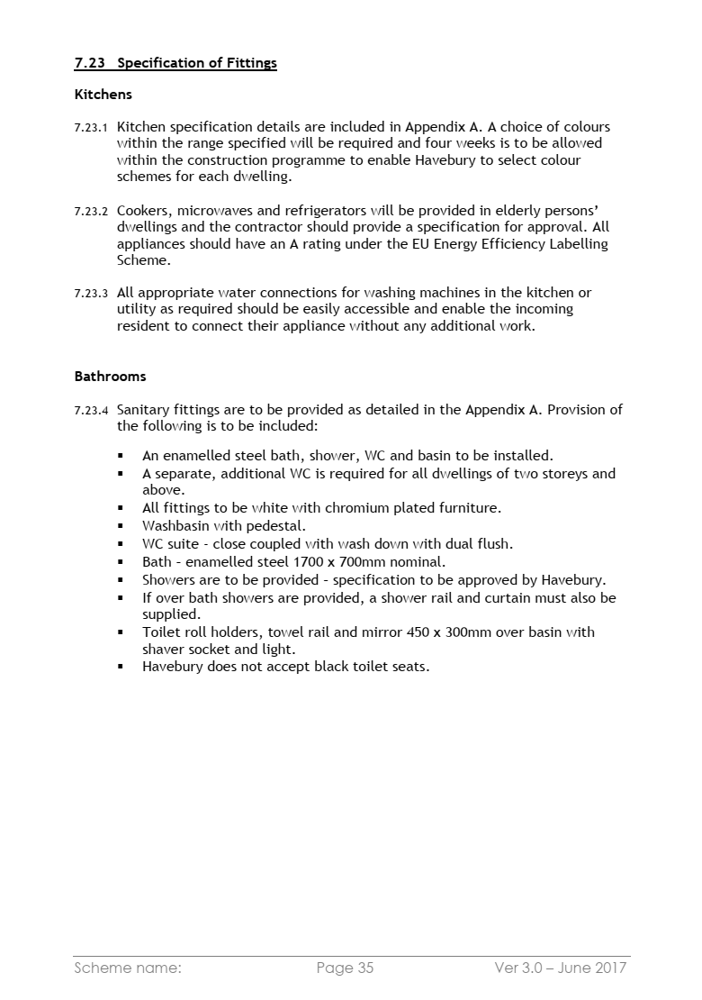 7.23 Specification of Fittings
Kitchens
7.23.1 Kitchen specification details are included in Appendix A. A choice of colours
within the range specified will be required and four weeks is to be allowed
within the construction programme to enable Havebury to select colour
schemes for each dwelling.
7.23.2 Cookers, microwaves and refrigerators will be provided in elderly persons’
dwellings and the contractor should provide a specification for approval. All
appliances should have an A rating under the EU Energy Efficiency Labelling
Scheme.
7.23.3 All appropriate water connections for washing machines in the kitchen or
utility as required should be easily accessible and enable the incoming
resident to connect their appliance without any additional work.
Bathrooms
7.23.4 Sanitary fittings are to be provided as detailed in the Appendix A. Provision of
the following is to be included:
▪ An enamelled steel bath, shower, WC and basin to be installed.
▪ A separate, additional WC is required for all dwellings of two storeys and
above.
▪ All fittings to be white with chromium plated furniture.
▪ Washbasin with pedestal.
▪ WC suite - close coupled with wash down with dual flush.
▪ Bath – enamelled steel 1700 x 700mm nominal.
▪ Showers are to be provided – specification to be approved by Havebury.
▪ If over bath showers are provided, a shower rail and curtain must also be
supplied.
▪ Toilet roll holders, towel rail and mirror 450 x 300mm over basin with
shaver socket and light.
▪ Havebury does not accept black toilet seats.
Scheme name: Page 35 Ver 3.0 – June 2017